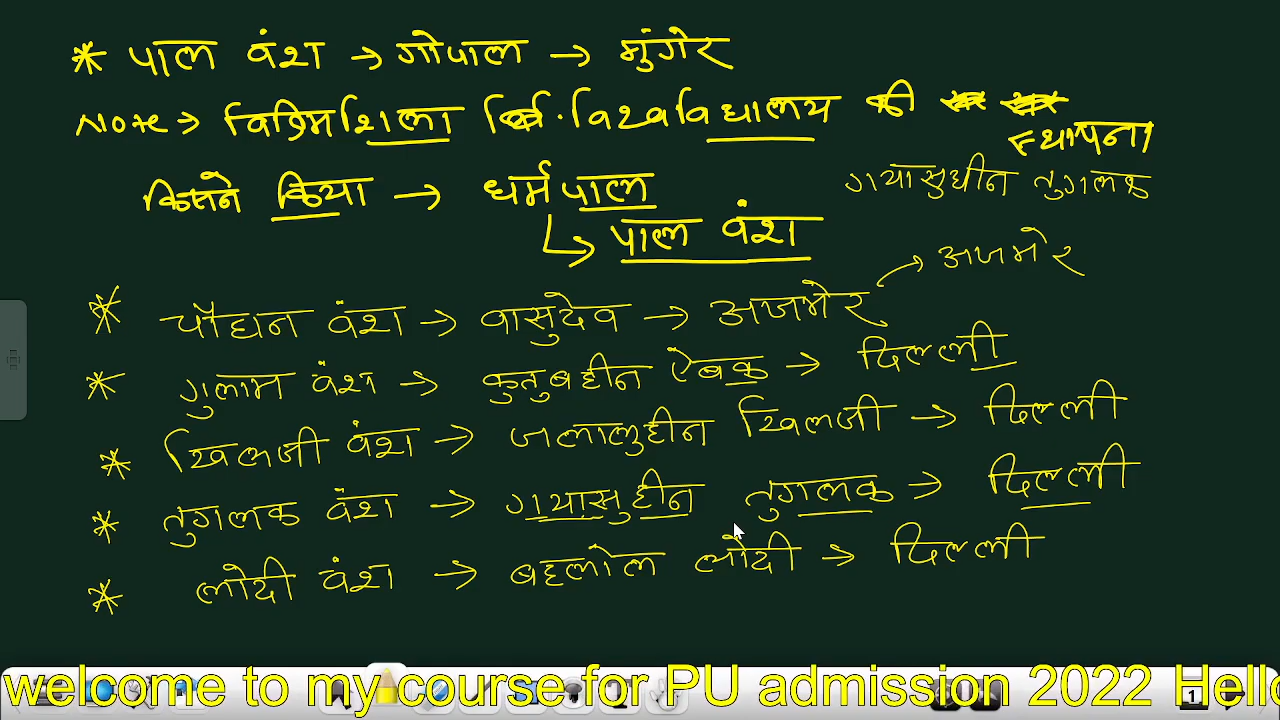 * पाल वंश → गोपाल → मुंगेर
Note → विक्रमशिला विश्वविद्यालय की स्थापना
किसने किया → धर्मपाल
गयासुद्दीन तुगलक
↳ पाल वंश
→ अजमेर
* चौहान वंश → वासुदेव → अजमेर
* गुलाम वंश → कुतुबद्दीन ऐबक → दिल्ली
* खिलजी वंश → जलालुद्दीन खिलजी → दिल्ली
* तुगलक वंश → गयासुद्दीन तुगलक → दिल्ली
* लोदी वंश → बहलोल लोदी → दिल्ली
welcome to my course for PU admission 2022 Hello
1